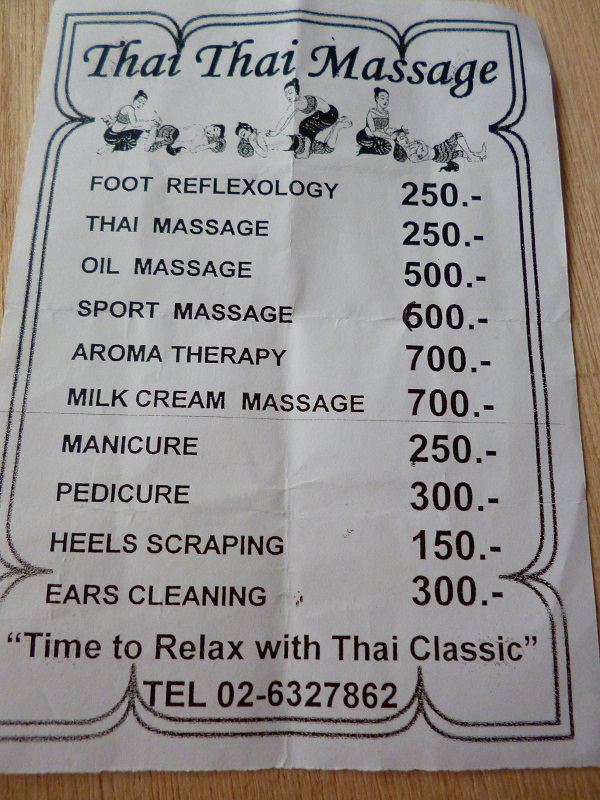 Thai Thai Massage
FOOT REFLEXOLOGY 250.-
THAI MASSAGE 250.-
OIL MASSAGE 500.-
SPORT MASSAGE 600.-
AROMA THERAPY 700.-
MILK CREAM MASSAGE 700.-
MANICURE 250.-
PEDICURE 300.-
HEELS SCRAPING 150.-
EARS CLEANING 300.-
“Time to Relax with Thai Classic”
TEL 02-6327862